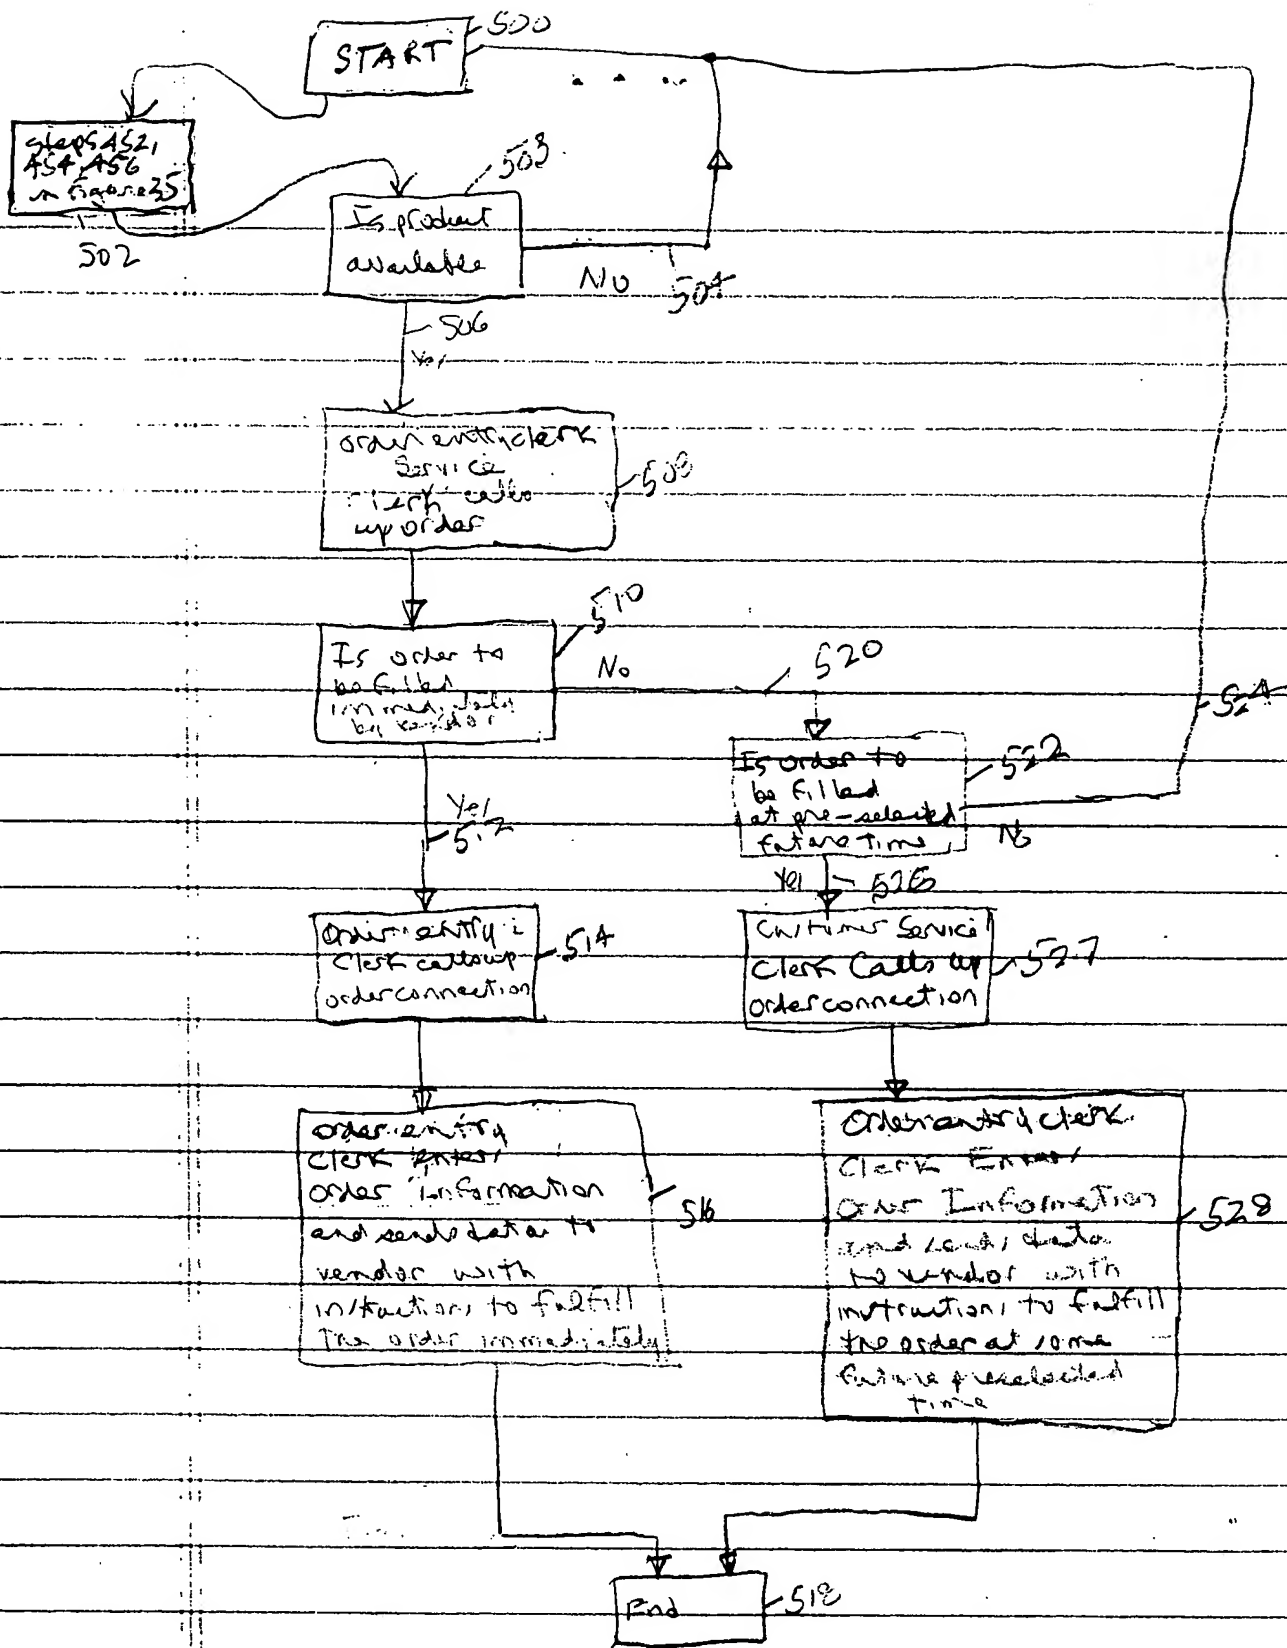 START
500
steps 452,
454, 456
in figure 35
502
503
Is product
available
No
504
506
Yes
order entry clerk
Service
clerk calls
up order
508
510
Is order to
be filled
immediately
by vendor
No
520
524
Is order to
be filled
at pre-selected
future time
522
No
Yes
512
Yes
526
Order entry
Clerk calls up
order connection
514
Customer Service
Clerk Calls up
order connection
527
order entry
Clerk enters
order Information
and sends data to
vendor with
instructions to fulfill
The order immediately
516
Order entry clerk
Clerk Enters
Order Information
and sends data
to vendor with
instructions to fulfill
the order at some
future preselected
time
528
End
518